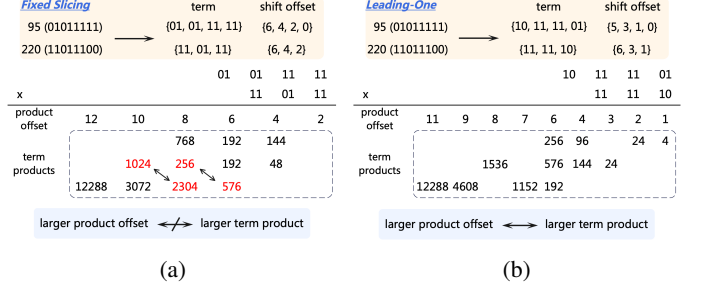 Fixed Slicing
term
shift offset
95 (01011111)
{01, 01, 11, 11}
{6, 4, 2, 0}
220 (11011100)
{11, 01, 11}
{6, 4, 2}
01 01 11 11
x 11 01 11
product offset 12 10 8 6 4 2
768 192 144
term products 1024 256 192 48
12288 3072 2304 576
larger product offset larger term product
(a)
Leading-One
term
shift offset
95 (01011111)
{10, 11, 11, 01}
{5, 3, 1, 0}
220 (11011100)
{11, 11, 10}
{6, 3, 1}
10 11 11 01
x 11 11 10
product offset 11 9 8 7 6 4 3 2 1
256 96 24 4
term products 1536 576 144 24
12288 4608 1152 192
larger product offset larger term product
(b)